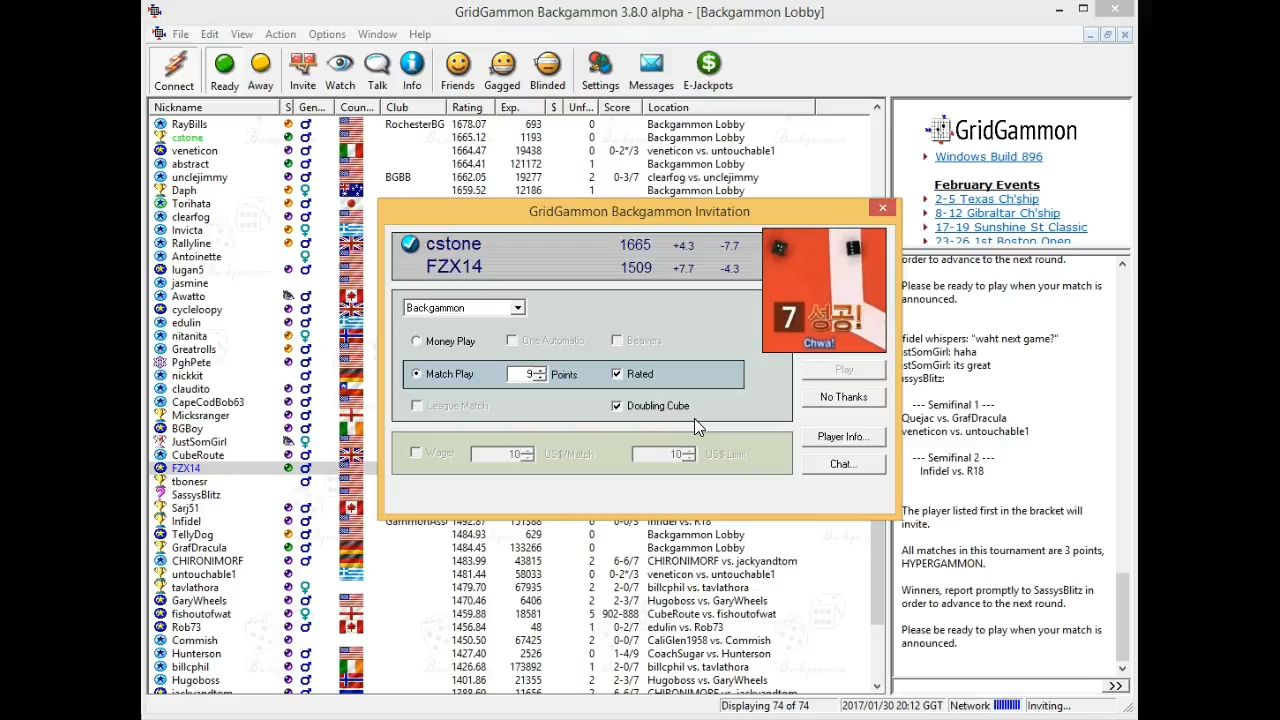 GridGammon Backgammon 3.8.0 alpha - [Backgammon Lobby]
File Edit View Action Options Window Help
Connect Ready Away Invite Watch Talk Info Friends Gagged Blinded Settings Messages E-Jackpots
Nickname S Gen... Coun... Club Rating Exp. $ Unf... Score Location
RayBills RochesterBG 1678.07 693 0 Backgammon Lobby
cstone 1665.12 1193 0 Backgammon Lobby
veneticon 1664.47 19438 0 0-2*/3 veneticon vs. untouchable1
abstract 1664.41 121172 1 Backgammon Lobby
unclejimmy BGBB 1662.05 19277 2 0-3/7 clearfog vs. unclejimmy
Daph 1659.52 12186 1 Backgammon Lobby
Torihata
clearfog
Invicta
Rallyline
Antoinette
lugan5
jasmine
Awatto
cycleloopy
edulin
nitanita
Greatrolls
PghPete
nickkit
claudito
CapeCodBob63
Micksranger
BGBoy
JustSomGirl
CubeRoute
FZX14
tbonesr
SassysBlitz
Sarj51
Infidel 51388 0 0-0/3 Infidel vs. R18
TellyDog 1484.93 629 0 Backgammon Lobby
GrafDracula 1484.45 133266 0 Backgammon Lobby
CHIRONIMORF 1483.99 43815 2 6-6/7 CHIRONIMORF vs. jackyandtom
untouchable1 1481.44 58033 0 0-2*/3 veneticon vs. untouchable1
tavlathora 1479.70 67935 2 2-0/7 billcphil vs. tavlathora
GaryWheels 1470.46 6406 2 2-3/7 Hugoboss vs. GaryWheels
fishoutofwat 1459.88 18581 9 902-888 CubeRoute vs. fishoutofwat
Rob73 1456.84 48 1 0-2/7 edulin vs. Rob73
Commish 1450.50 67425 2 0-0/7 CaliGlen1958 vs. Commish
Hunterson 1427.40 2526 0 1-4/9 CoachSugar vs. Hunterson
billcphil 1426.68 173892 1 2-0/7 billcphil vs. tavlathora
Hugoboss 1401.86 21355 2 2-3/7 Hugoboss vs. GaryWheels
jackyandtom 6-6/7 CHIRONIMORF vs. jackyandtom
GridGammon Backgammon Invitation
cstone 1665 +4.3 -7.7
FZX14 1509 +7.7 -4.3
Backgammon
Money Play One Automatic Beavers
Match Play 9 Points Rated
League Match Doubling Cube
Wager 10 US$/Match 10 US$ Limit
7 성공!
Chwa!
Play
No Thanks
Player Info...
Chat...
GridGammon
Windows Build 896
February Events
2-5 Texas Ch'ship
8-12 Gibraltar Ch'ship
17-19 Sunshine St Classic
23-26 1st Boston Open
order to advance to the next round.
Please be ready to play when your match is
announced.
fidel whispers: "waht next game?"
stSomGirl: haha
stSomGirl: its great
assysBlitz:
--- Semifinal 1
Quejac vs. GrafDracula
veneticon vs. untouchable1
--- Semifinal 2
Infidel vs. R18
The player listed first in the bracket will
invite.
All matches in this tournament are 3 points,
HYPERGAMMON.
Winners, report promptly to SassysBlitz in
order to advance to the next round.
Please be ready to play when your match is
announced.
>>
Displaying 74 of 74 2017/01/30 20:12 GGT Network Inviting...